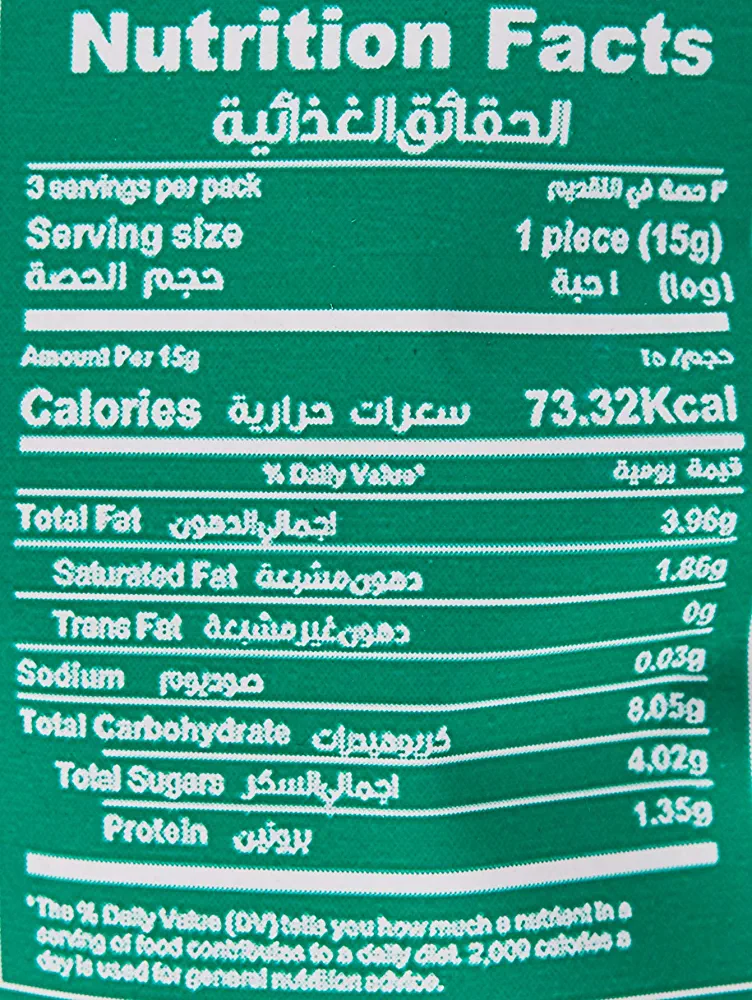 Nutrition Facts
الحقائق الغذائية
3 servings per pack ٣ حصة في التقديم
Serving size 1 piece (15g)
حجم الحصة ١ حبة (١٥g)
Amount Per 15g حجم/ ١٥
Calories سعرات حرارية 73.32Kcal
% Daily Value* قيمة يومية
Total Fat اجمالي الدهون 3.96g
Saturated Fat دهون مشبعة 1.86g
Trans Fat دهون غير مشبعة 0g
Sodium صوديوم 0.03g
Total Carbohydrate كربوهيدرات 8.05g
Total Sugars اجمالي السكر 4.02g
Protein بروتين 1.35g
*The % Daily Value (DV) tells you how much a nutrient in a
serving of food contributes to a daily diet. 2,000 calories a
day is used for general nutrition advice.